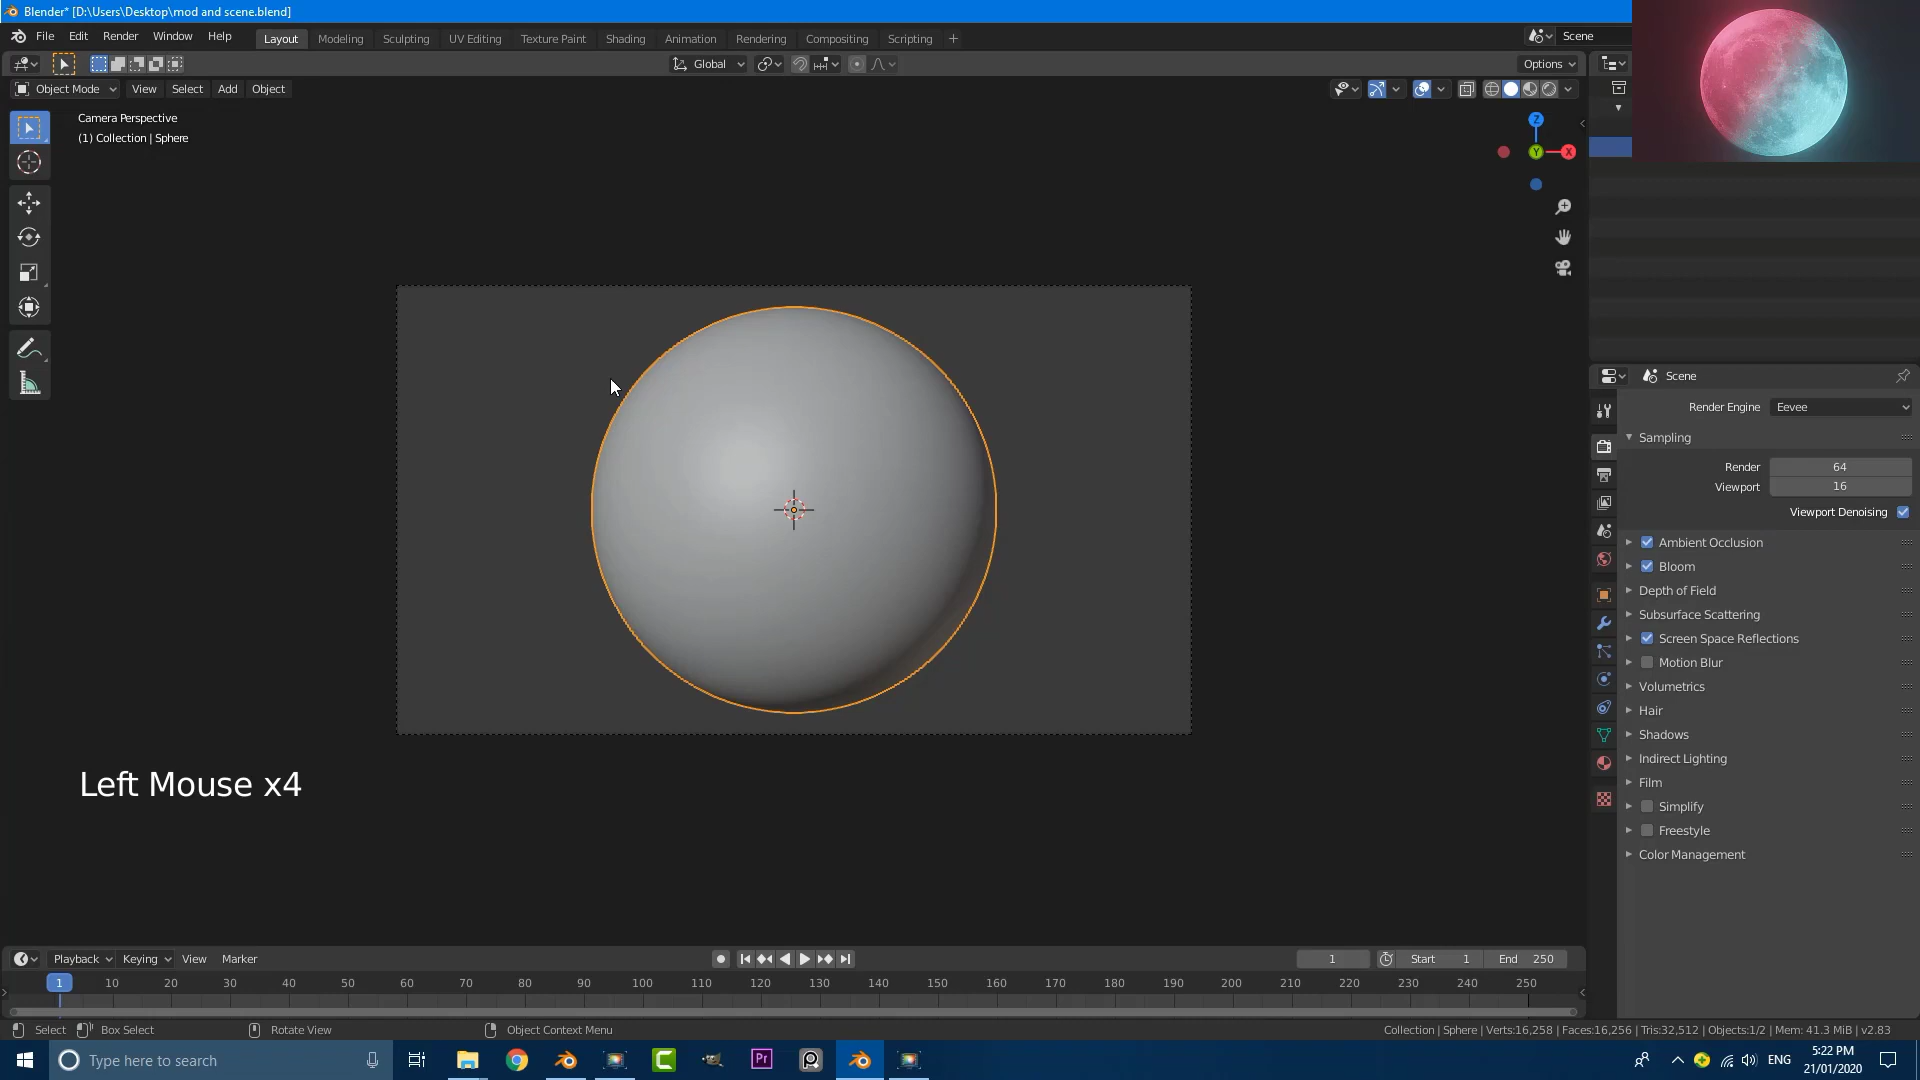 Blender* [D:\Users\Desktop\mod and scene.blend]
File Edit Render Window Help
Layout Modeling Sculpting UV Editing Texture Paint Shading Animation Rendering Compositing Scripting +
Scene
Global
Options
Object Mode View Select Add Object
Camera Perspective
(1) Collection | Sphere
Z
Y
X
Scene
Render Engine Eevee
Sampling
Render 64
Viewport 16
Viewport Denoising
Ambient Occlusion
Bloom
Depth of Field
Subsurface Scattering
Screen Space Reflections
Motion Blur
Volumetrics
Hair
Shadows
Indirect Lighting
Film
Simplify
Freestyle
Color Management
Left Mouse x4
Playback Keying View Marker
1 Start 1 End 250
1 10 20 30 40 50 60 70 80 90 100 110 120 130 140 150 160 170 180 190 200 210 220 230 240 250
Select Box Select Rotate View Object Context Menu
Collection | Sphere | Verts:16,258 | Faces:16,256 | Tris:32,512 | Objects:1/2 | Mem: 41.3 MiB | v2.83
Type here to search
Pr
ENG
5:22 PM
21/01/2020